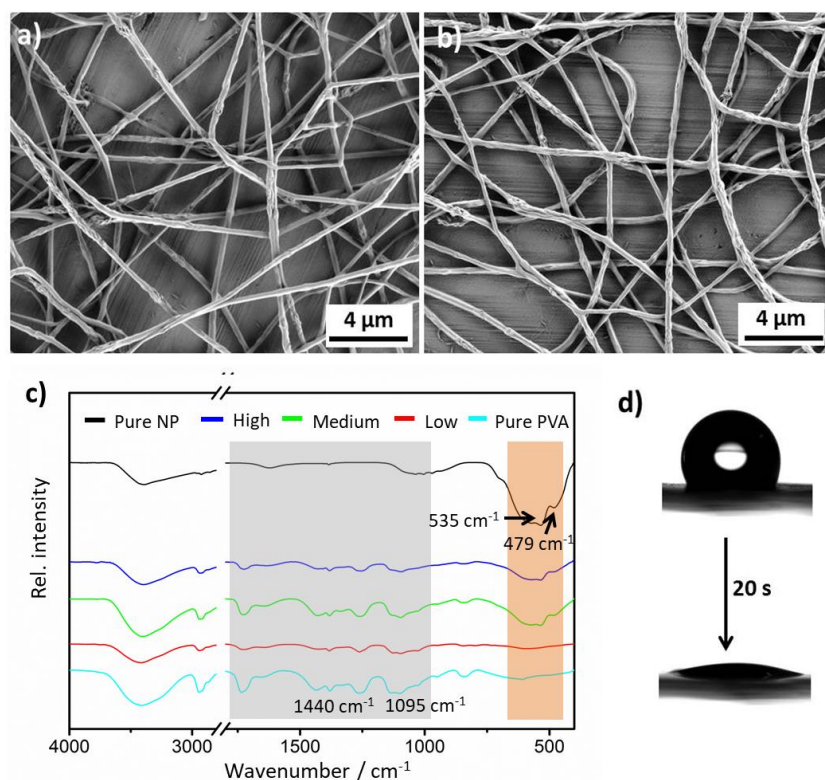 a)
b)
4 μm
4 μm
c)
d)
Pure NP High Medium Low Pure PVA
535 cm-1
479 cm-1
1440 cm-1 1095 cm-1
Rel. intensity
4000 3000 1500 1000 500
Wavenumber / cm-1
20 s